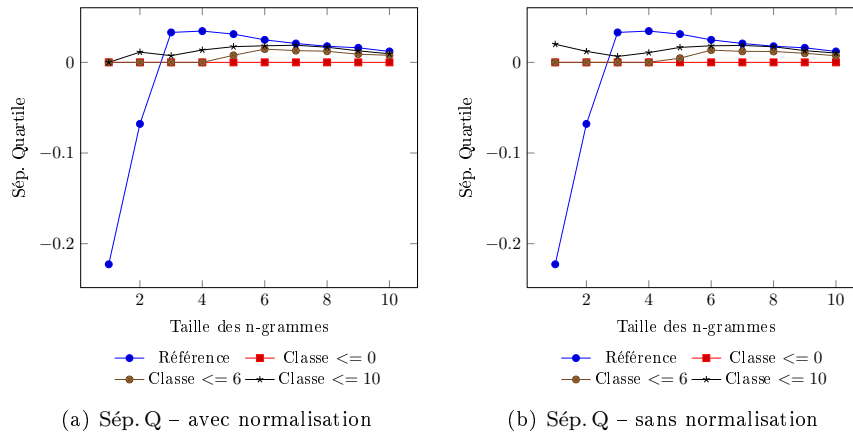 0
−0.1
−0.2
Sép. Quartile
2 4 6 8 10
Taille des n-grammes
Référence Classe <= 0
Classe <= 6 Classe <= 10
(a) Sép. Q – avec normalisation
0
−0.1
−0.2
Sép. Quartile
2 4 6 8 10
Taille des n-grammes
Référence Classe <= 0
Classe <= 6 Classe <= 10
(b) Sép. Q – sans normalisation